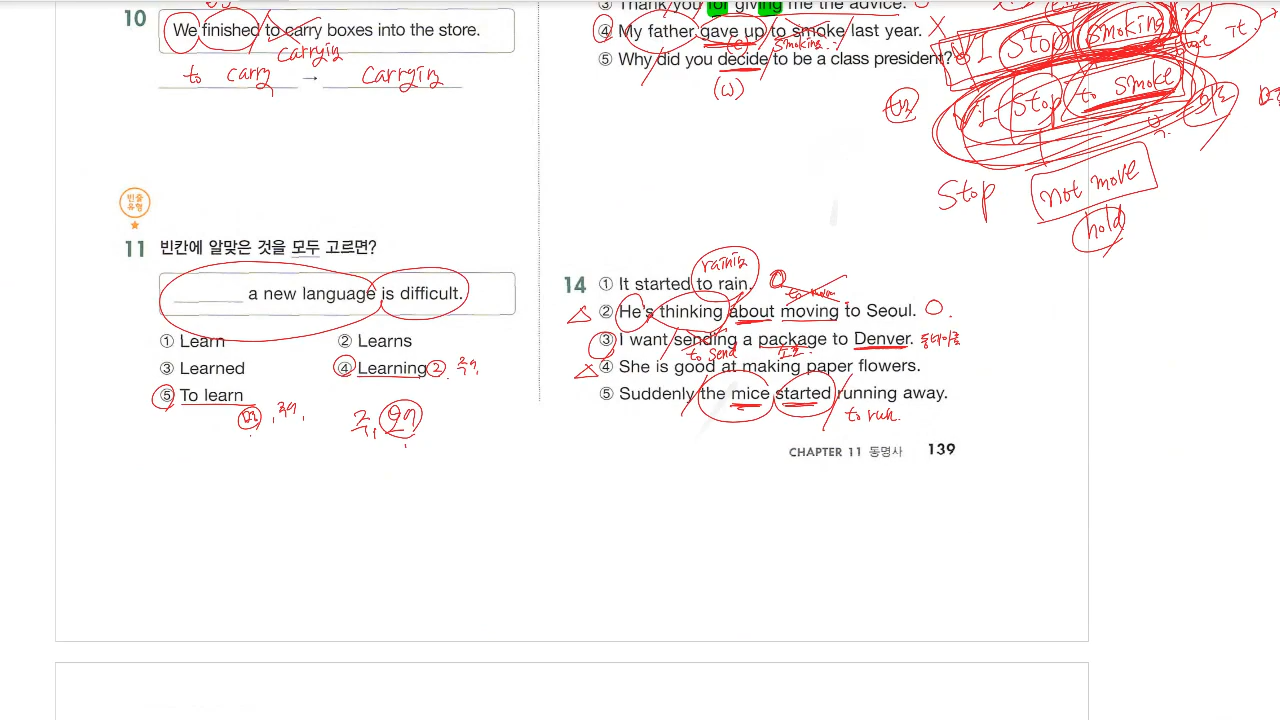 10 We finished to carry boxes into the store.
carrying
to carry → carrying
빈출
유형
11 빈칸에 알맞은 것을 모두 고르면?
________ a new language is difficult.
① Learn
② Learns
③ Learned
④ Learning
⑤ To learn
③ Thank you for giving me the advice.
④ My father gave up to smoke last year.
smoking
⑤ Why did you decide to be a class president?
(W)
I stop smoking
I stop to smoke
Stop not move
hold
raining
14 ① It started to rain.
② He's thinking about moving to Seoul.
③ I want sending a package to Denver.
to send 소포
④ She is good at making paper flowers.
⑤ Suddenly the mice started running away.
to run
CHAPTER 11 동명사 139